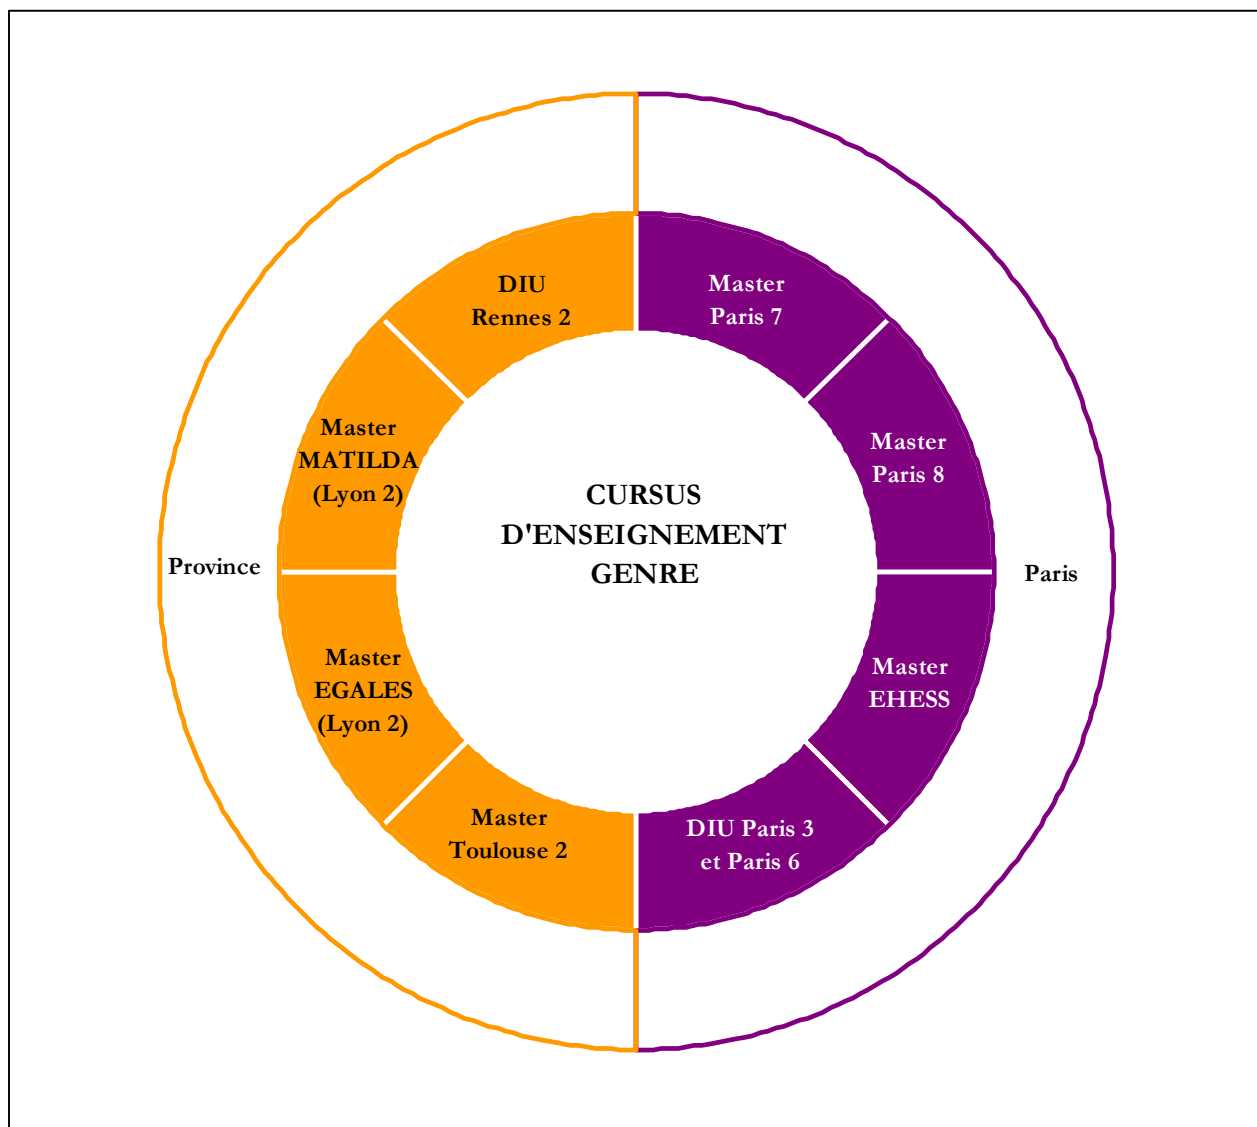 DIU
Rennes 2
Master
Paris 7
Master
MATILDA
(Lyon 2)
Master
Paris 8
CURSUS
D'ENSEIGNEMENT
GENRE
Province
Paris
Master
EGALES
(Lyon 2)
Master
EHESS
Master
Toulouse 2
DIU Paris 3
et Paris 6